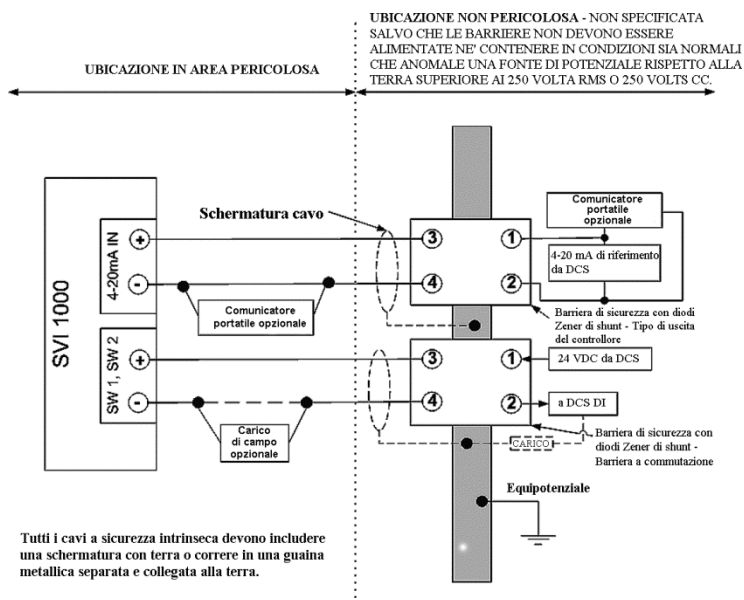 UBICAZIONE NON PERICOLOSA - NON SPECIFICATA
SALVO CHE LE BARRIERE NON DEVONO ESSERE
ALIMENTATE NE' CONTENERE IN CONDIZIONI SIA NORMALI
CHE ANOMALE UNA FONTE DI POTENZIALE RISPETTO ALLA
TERRA SUPERIORE AI 250 VOLTA RMS O 250 VOLTS CC.
UBICAZIONE IN AREA PERICOLOSA
SVI 1000
4-20mA IN
+
-
Schermatura cavo
Comunicatore
portatile opzionale
3
4
1
2
Comunicatore
portatile
opzionale
4-20 mA di riferimento
da DCS
Barriera di sicurezza con diodi
Zener di shunt - Tipo di uscita
del controllore
SW 1, SW 2
+
-
Carico
di campo
opzionale
3
4
1
2
24 VDC da DCS
a DCS DI
CARICO
Barriera di sicurezza con
diodi Zener di shunt -
Barriera a commutazione
Equipotenziale
Tutti i cavi a sicurezza intrinseca devono includere
una schermatura con terra o correre in una guaina
metallica separata e collegata alla terra.